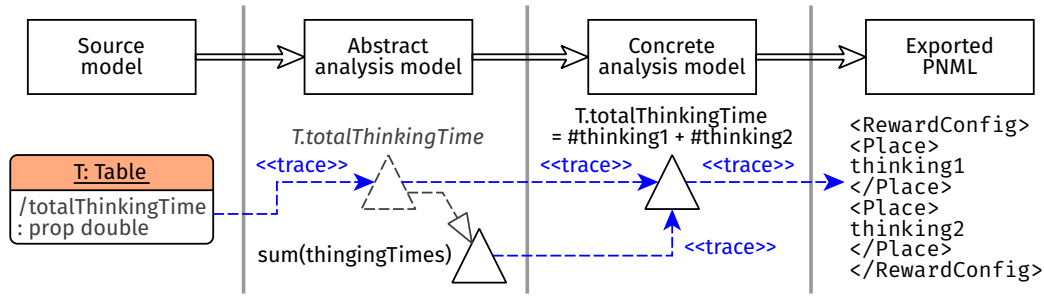 Source
model
Abstract
analysis model
Concrete
analysis model
Exported
PNML
T: Table
/totalThinkingTime
: prop double
<<trace>>
T.totalThinkingTime
sum(thingingTimes)
<<trace>>
T.totalThinkingTime
= #thinking1 + #thinking2
<<trace>>
<<trace>>
<RewardConfig>
<Place>
thinking1
</Place>
<Place>
thinking2
</Place>
</RewardConfig>